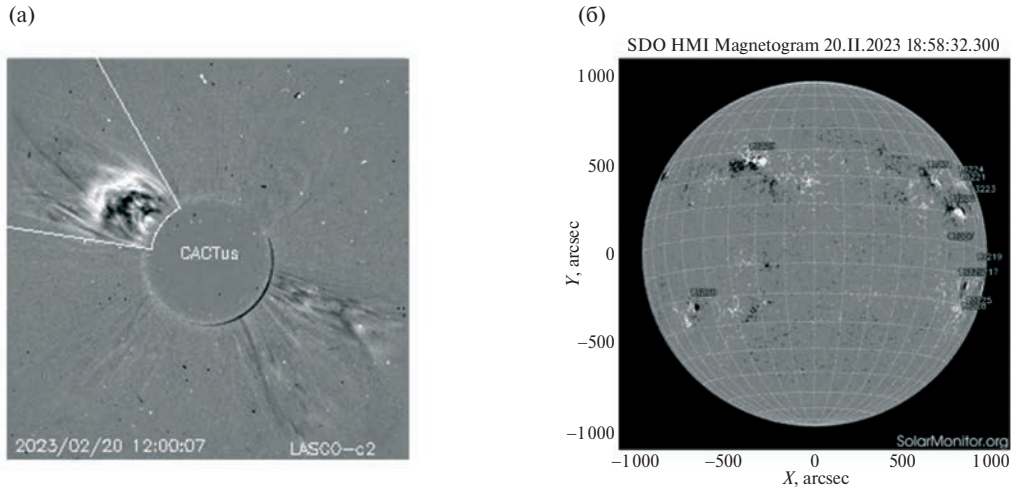 (а)
CACTus
2023/02/20 12:00:07
LASCO-c2
(б)
SDO HMI Magnetogram 20.II.2023 18:58:32.300
1000
500
0
−500
−1000
Y, arcsec
−1000
−500
0
500
1000
X, arcsec
SolarMonitor.org